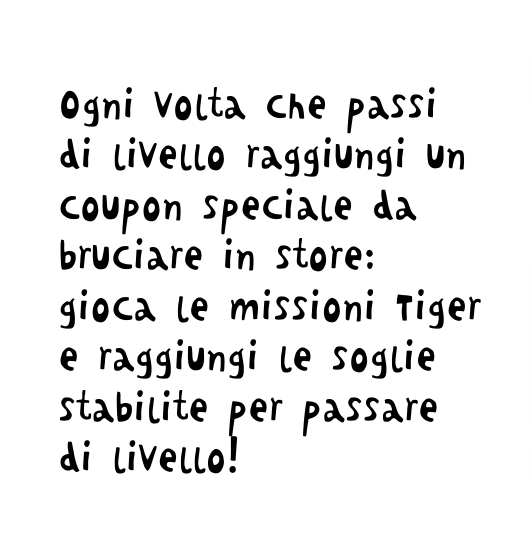 Ogni volta che passi
di livello raggiungi un
coupon speciale da
bruciare in store:
gioca le missioni Tiger
e raggiungi le soglie
stabilite per passare
di livello!